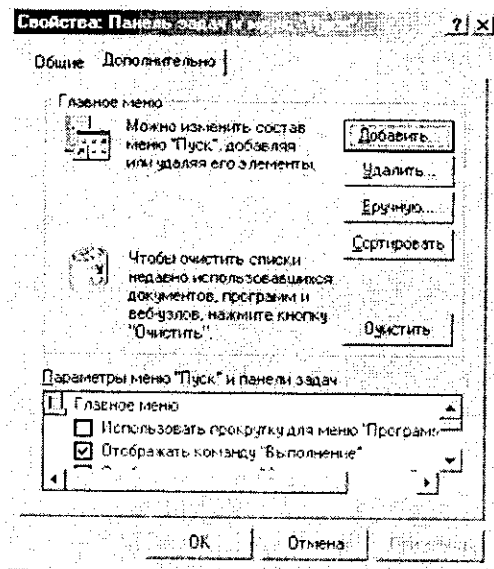 Свойства: Панель задач и
? ×
Общие Дополнительно
Главное меню
Можно изменить состав
меню "Пуск", добавляя
или удаляя его элементы.
Добавить...
Удалить...
Вручную...
Сортировать
Чтобы очистить списки
недавно использовавшихся
документов, программ и
веб-узлов, нажмите кнопку
"Очистить".
Очистить
Параметры меню "Пуск" и панели задач
Главное меню
Использовать прокрутку для меню "Програм
Отображать команду "Выполнение"
ОК Отмена